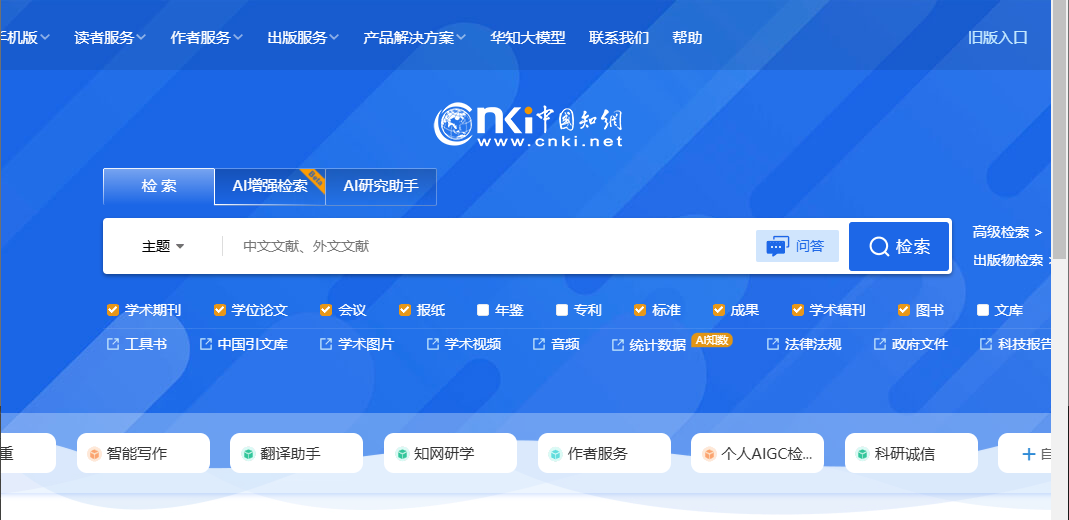 手机版 读者服务 作者服务 出版服务 产品解决方案 华知大模型 联系我们 帮助 旧版入口
cnki 中国知網
www.cnki.net
检索 AI增强检索 Beta AI研究助手
主题 中文文献、外文文献 问答 检索 高级检索 >
出版物检索 >
学术期刊 学位论文 会议 报纸 年鉴 专利 标准 成果 学术辑刊 图书 文库
工具书 中国引文库 学术图片 学术视频 音频 统计数据 AI知数 法律法规 政府文件 科技报告
重 智能写作 翻译助手 知网研学 作者服务 个人AIGC检... 科研诚信 自